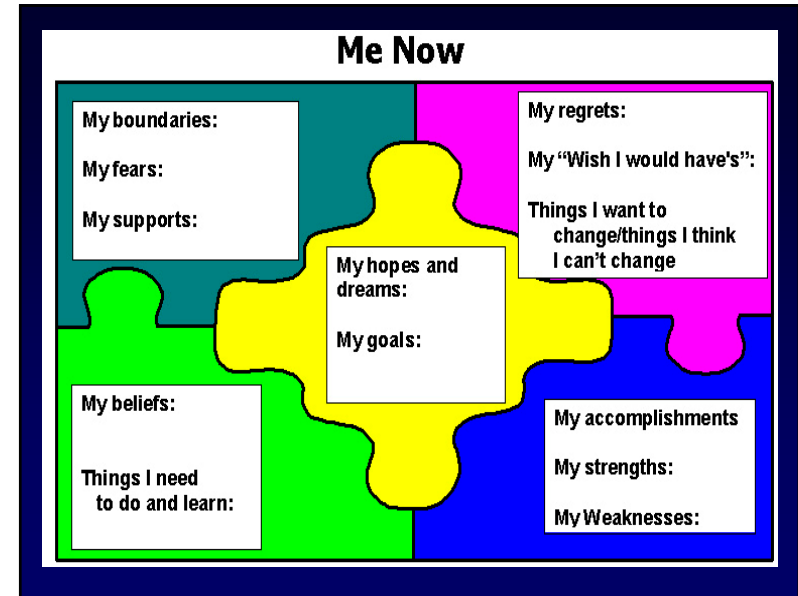 Me Now
My boundaries:
My fears:
My supports:
My regrets:
My “Wish I would have's”:
Things I want to
change/things I think
I can't change
My hopes and
dreams:
My goals:
My beliefs:
Things I need
to do and learn:
My accomplishments
My strengths:
My Weaknesses: